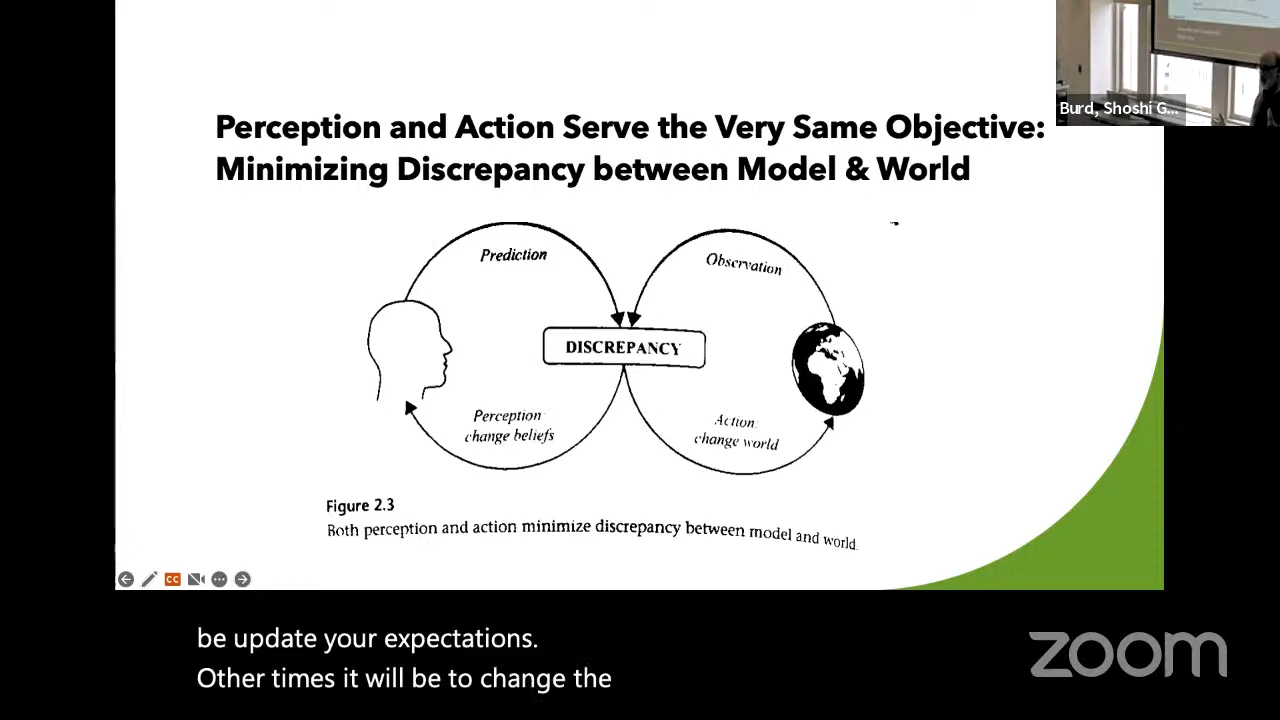 Burd, Shoshi G...
Perception and Action Serve the Very Same Objective:
Minimizing Discrepancy between Model & World
Prediction
Observation
DISCREPANCY
Perception:
change beliefs
Action:
change world
Figure 2.3
Both perception and action minimize discrepancy between model and world.
CC
be update your expectations.
Other times it will be to change the
zoom